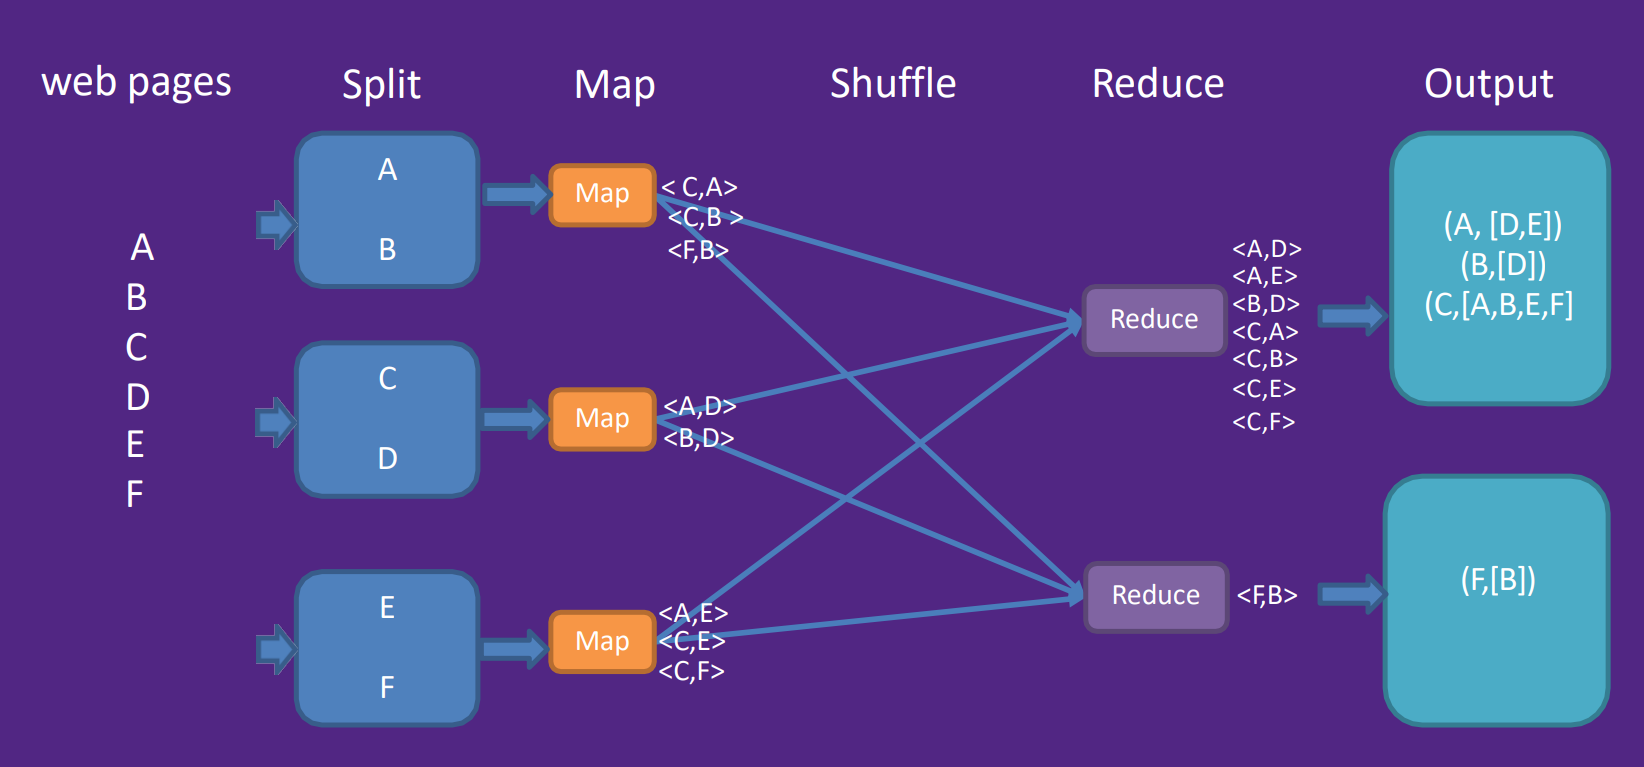 web pages
Split
Map
Shuffle
Reduce
Output
A
B
C
D
E
F
A
B
C
D
E
F
Map
< C,A>
<C,B >
<F,B>
Map
<A,D>
<B,D>
Map
<A,E>
<C,E>
<C,F>
Reduce
<A,D>
<A,E>
<B,D>
<C,A>
<C,B>
<C,E>
<C,F>
Reduce
<F,B>
(A, [D,E])
(B,[D])
(C,[A,B,E,F]
(F,[B])